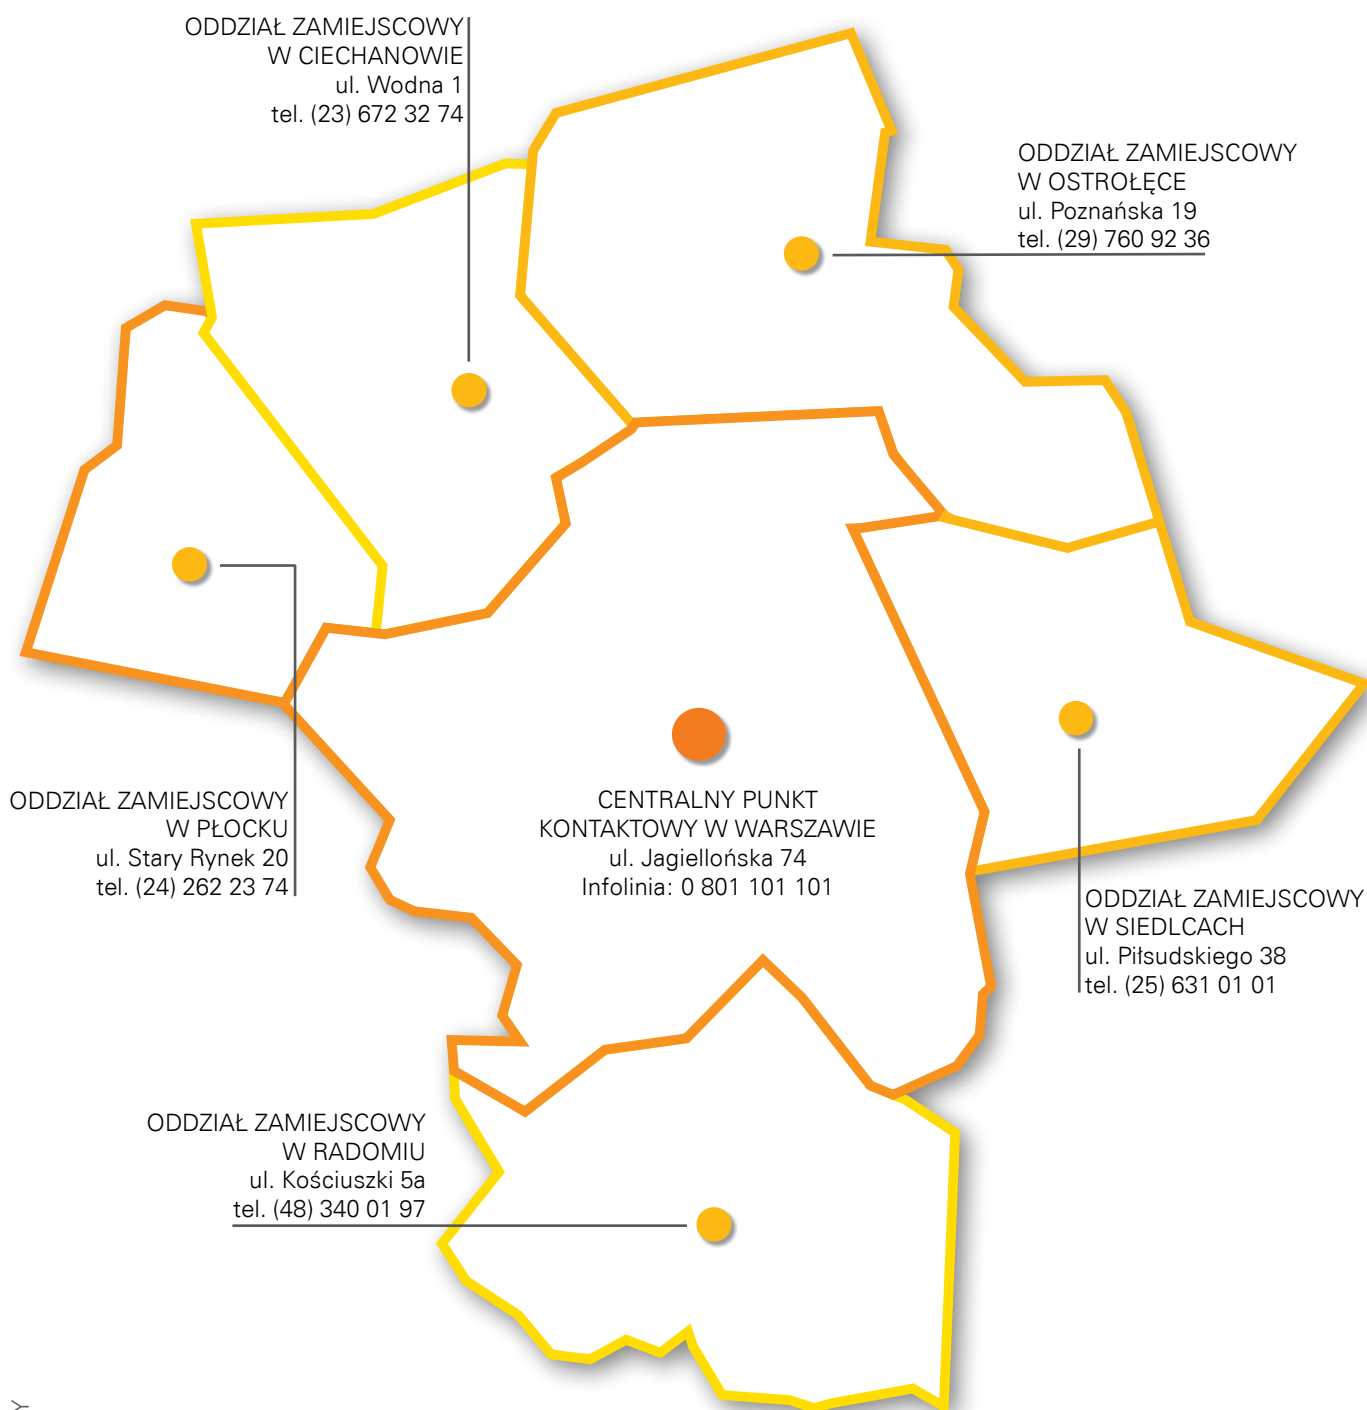 ODDZIAŁ ZAMIEJSCOWY
W CIECHANOWIE
ul. Wodna 1
tel. (23) 672 32 74
ODDZIAŁ ZAMIEJSCOWY
W OSTROŁĘCE
ul. Poznańska 19
tel. (29) 760 92 36
ODDZIAŁ ZAMIEJSCOWY
W PŁOCKU
ul. Stary Rynek 20
tel. (24) 262 23 74
CENTRALNY PUNKT
KONTAKTOWY W WARSZAWIE
ul. Jagiellońska 74
Infolinia: 0 801 101 101
ODDZIAŁ ZAMIEJSCOWY
W SIEDLCACH
ul. Piłsudskiego 38
tel. (25) 631 01 01
ODDZIAŁ ZAMIEJSCOWY
W RADOMIU
ul. Kościuszki 5a
tel. (48) 340 01 97
Y